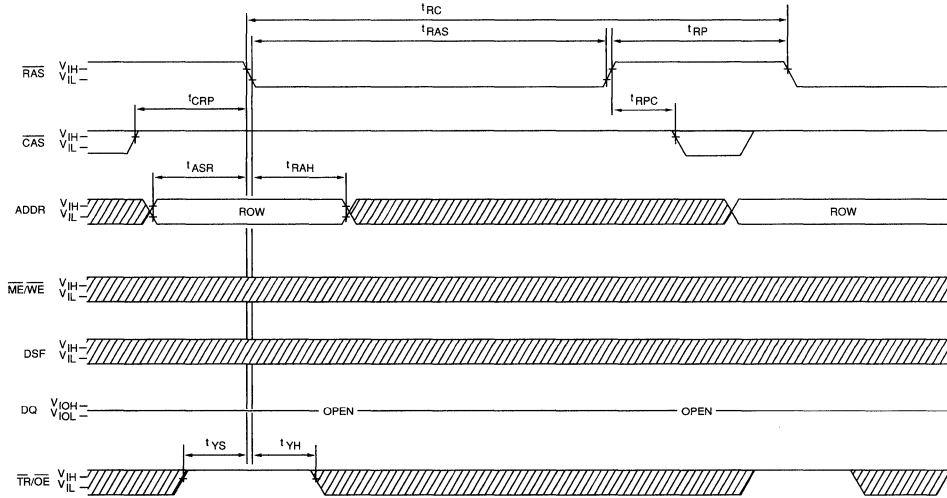 tRC
tRAS
tRP
RAS VIH
VIL
tCRP
tRPC
CAS VIH
VIL
tASR
tRAH
ADDR VIH
VIL
ROW
ROW
ME/WE VIH
VIL
DSF VIH
VIL
DQ VIOH
VIOL
OPEN
OPEN
tYS
tYH
TR/OE VIH
VIL